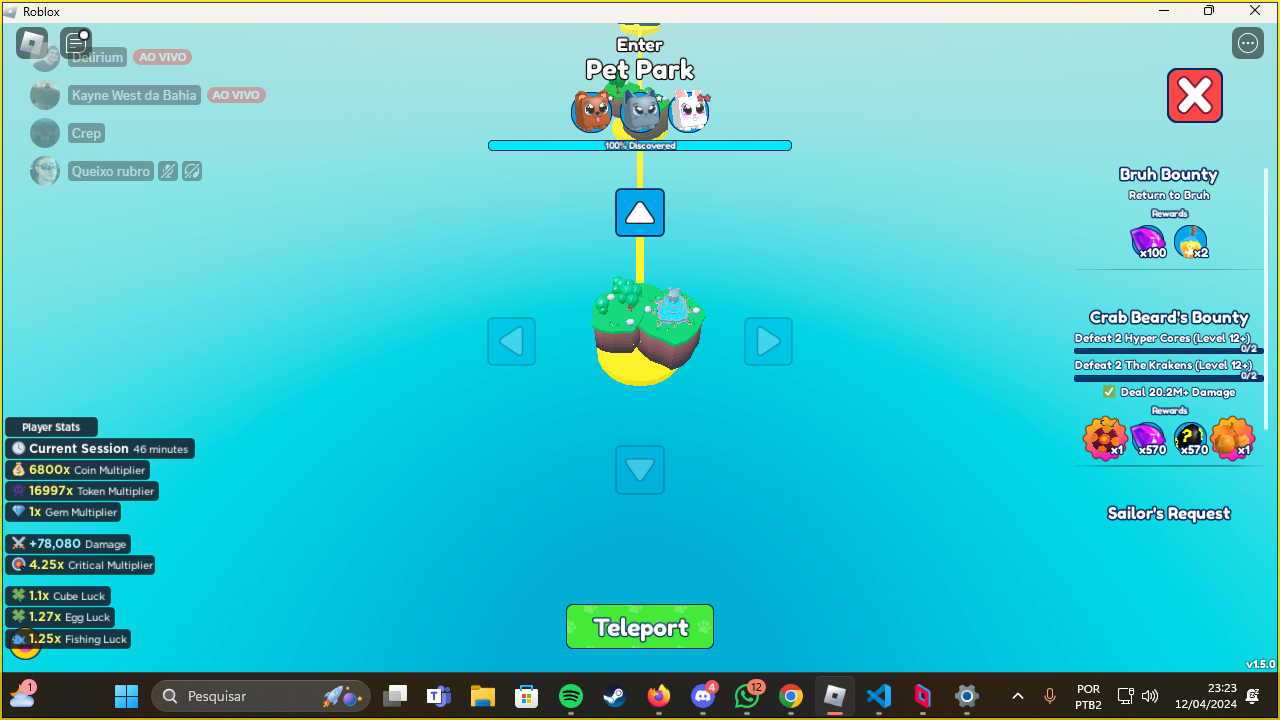 Roblox
Delirium AO VIVO
Kayne West da Bahia AO VIVO
Crep
Queixo rubro
Enter
Pet Park
100% Discovered
Bruh Bounty
Return to Bruh
Rewards
x100
x2
Crab Beard's Bounty
Defeat 2 Hyper Cores (Level 12+)
0/2
Defeat 2 The Krakens (Level 12+)
0/2
Deal 20.2M+ Damage
Rewards
x1
x570
x570
x1
Sailor's Request
Player Stats
Current Session 46 minutes
6800x Coin Multiplier
16997x Token Multiplier
1x Gem Multiplier
+78,080 Damage
4.25x Critical Multiplier
1.1x Cube Luck
1.27x Egg Luck
1.25x Fishing Luck
Teleport
v1.5.0
1
Pesquisar
4
12
POR
PTB2
23:23
12/04/2024